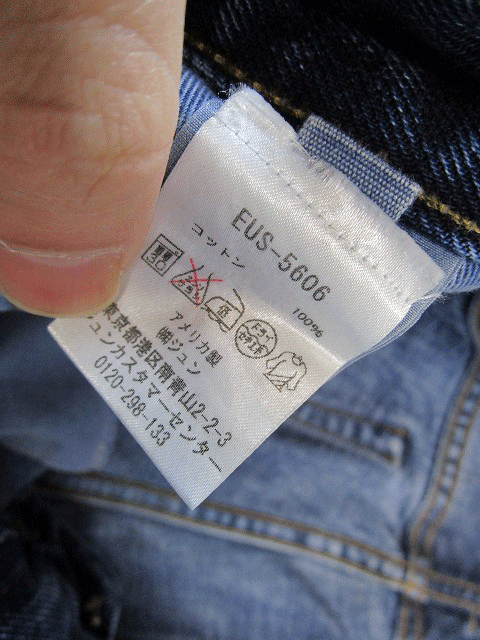 EUS-5606
コットン 100%
アメリカ製
㈱ジュン
東京都港区南青山2-2-3
ュンカスタマーセンター
0120-298-133